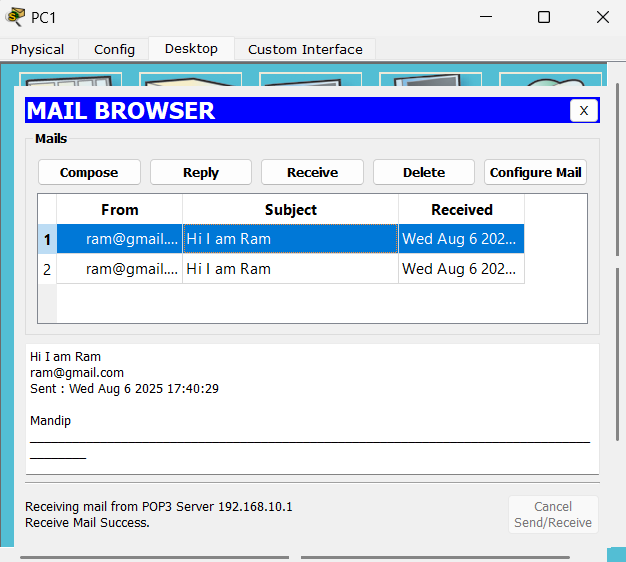 PC1
Physical Config Desktop Custom Interface
MAIL BROWSER X
Mails
Compose Reply Receive Delete Configure Mail
From Subject Received
1 ram@gmail.... Hi I am Ram Wed Aug 6 202...
2 ram@gmail.... Hi I am Ram Wed Aug 6 202...
Hi I am Ram
ram@gmail.com
Sent : Wed Aug 6 2025 17:40:29
Mandip
Receiving mail from POP3 Server 192.168.10.1
Receive Mail Success.
Cancel
Send/Receive